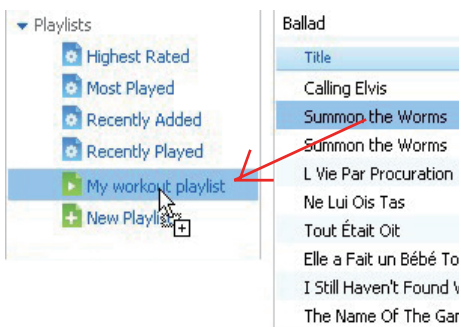 Playlists
Highest Rated
Most Played
Recently Added
Recently Played
My workout playlist
New Playlist
Ballad
Title
Calling Elvis
Summon the Worms
Summon the Worms
L Vie Par Procuration
Ne Lui Ois Tas
Tout Était Oit
Elle a Fait un Bébé To
I Still Haven't Found
The Name Of The Gar